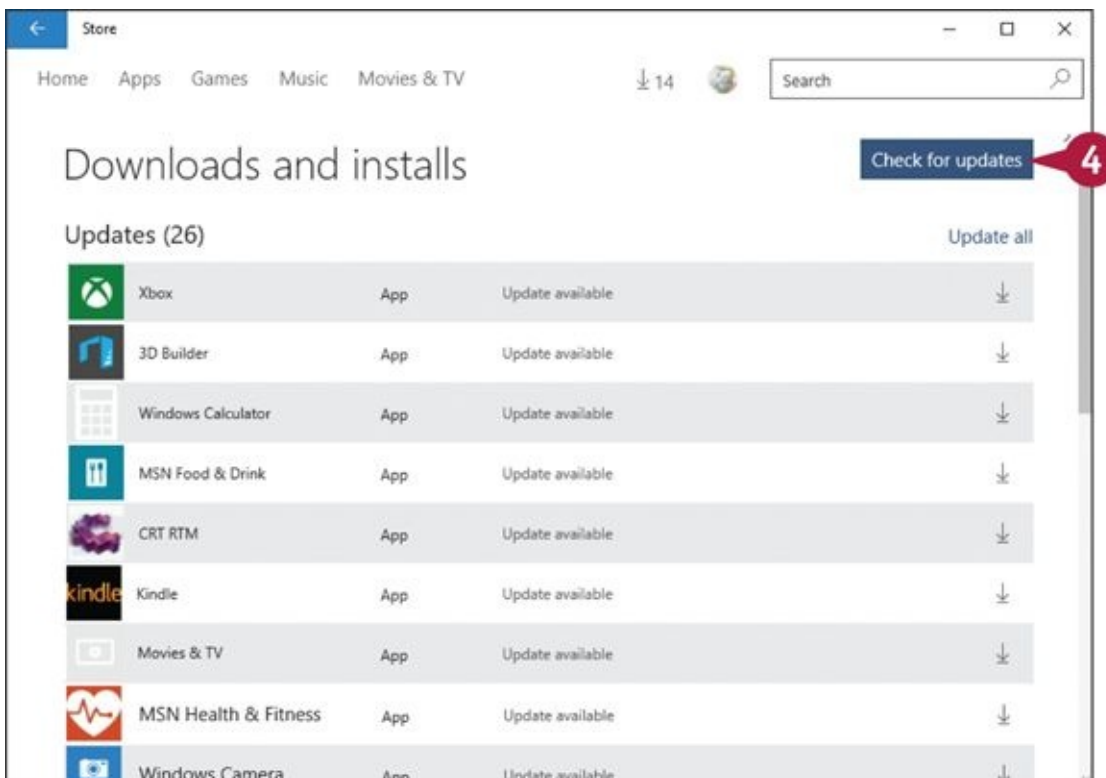 Store
Home Apps Games Music Movies & TV 14 Search
Downloads and installs
Check for updates 4
Updates (26)
Update all
Xbox App Update available
3D Builder App Update available
Windows Calculator App Update available
MSN Food & Drink App Update available
CRT RTM App Update available
kindle Kindle App Update available
Movies & TV App Update available
MSN Health & Fitness App Update available
Windows Camera App Update available